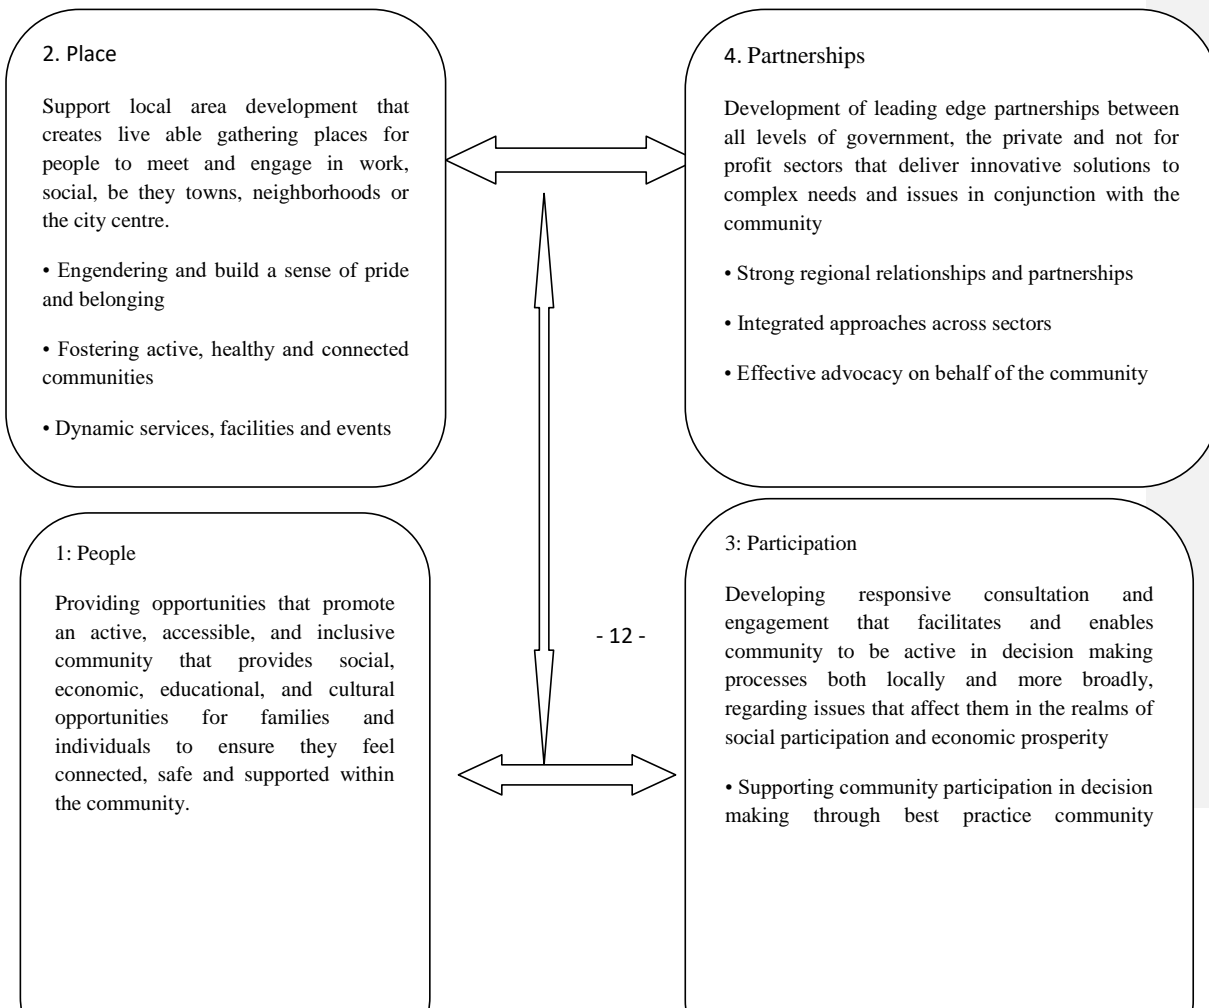 2. Place
Support local area development that
creates live able gathering places for
people to meet and engage in work,
social, be they towns, neighborhoods or
the city centre.
• Engendering and build a sense of pride
and belonging
• Fostering active, healthy and connected
communities
• Dynamic services, facilities and events
4. Partnerships
Development of leading edge partnerships between
all levels of government, the private and not for
profit sectors that deliver innovative solutions to
complex needs and issues in conjunction with the
community
• Strong regional relationships and partnerships
• Integrated approaches across sectors
• Effective advocacy on behalf of the community
1: People
Providing opportunities that promote
an active, accessible, and inclusive
community that provides social,
economic, educational, and cultural
opportunities for families and
individuals to ensure they feel
connected, safe and supported within
the community.
- 12 -
3: Participation
Developing responsive consultation and
engagement that facilitates and enables
community to be active in decision making
processes both locally and more broadly,
regarding issues that affect them in the realms of
social participation and economic prosperity
• Supporting community participation in decision
making through best practice community